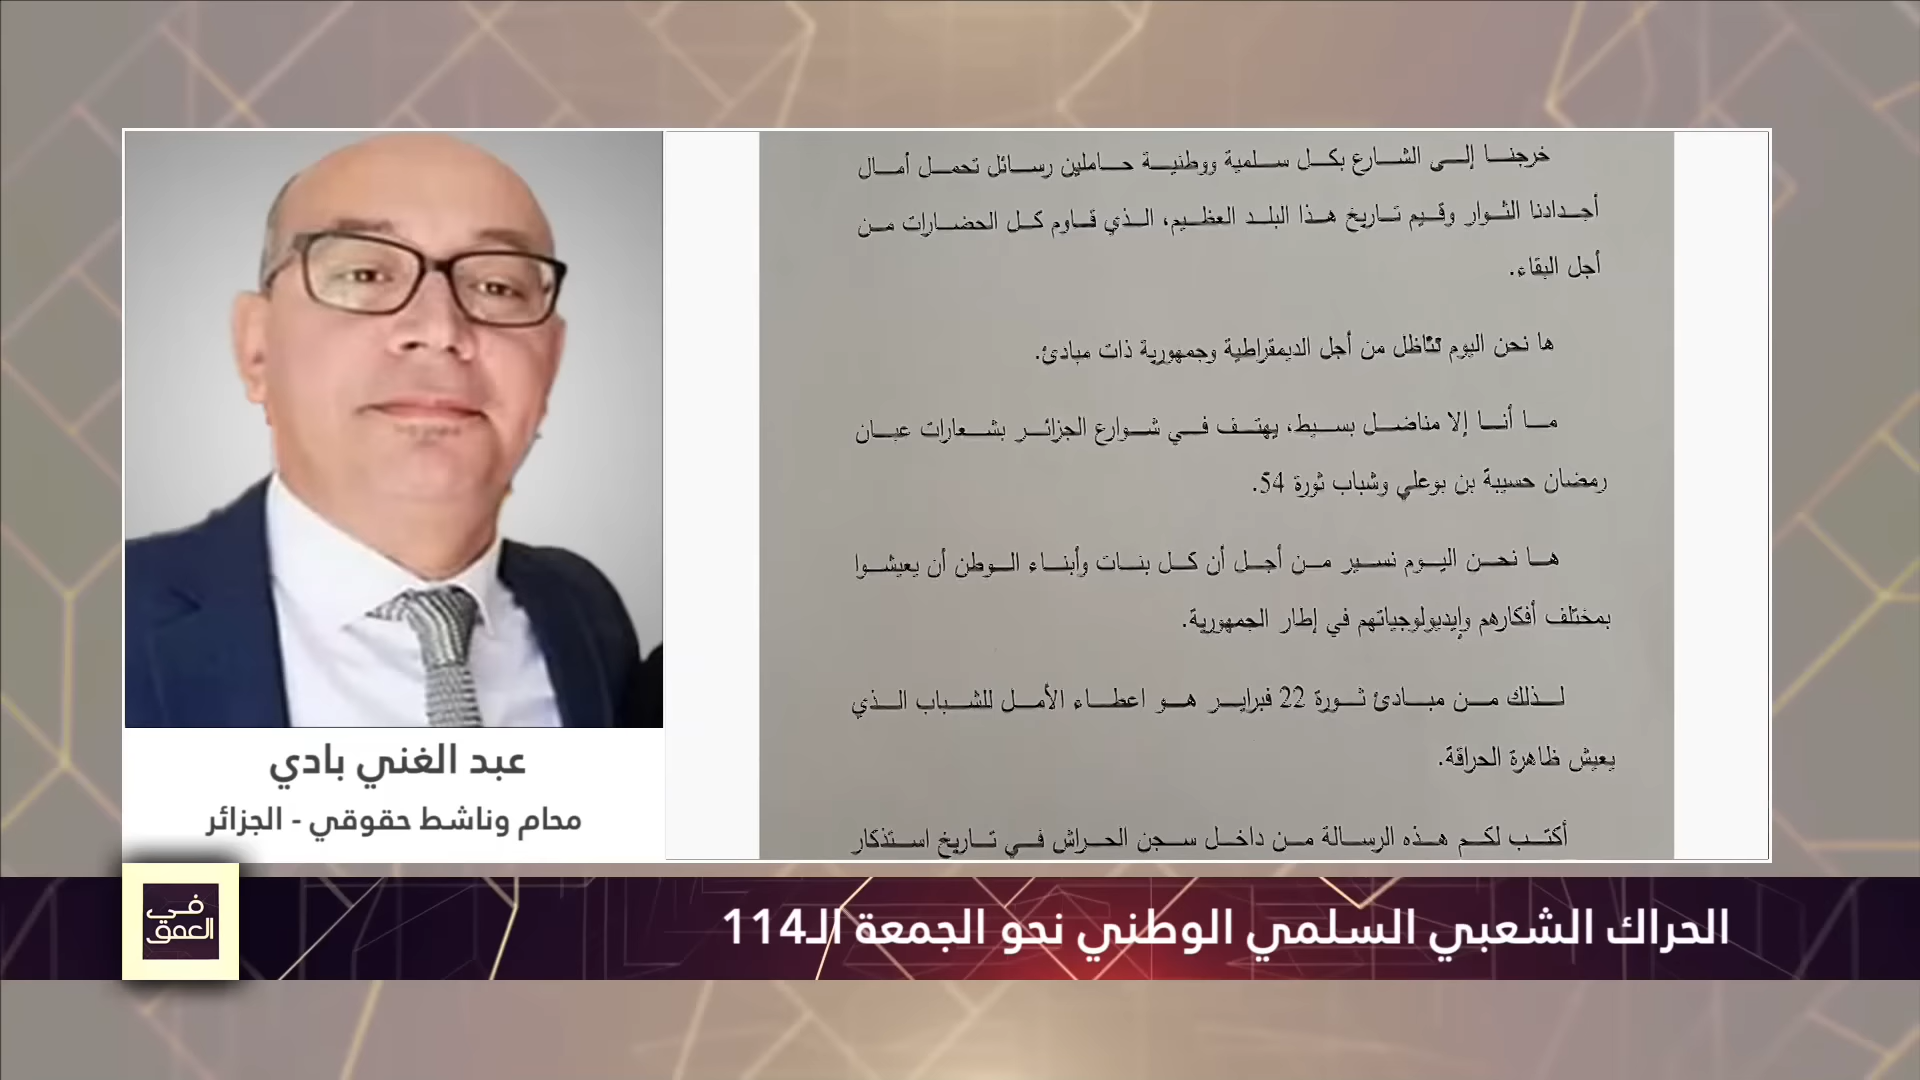 خرجنا إلى الشارع بكل سلمية ووطنية حاملين رسائل تحمل أمال
أجدادنا الثوار وقيم تاريخ هذا البلد العظيم، الذي قاوم كل الحضارات من
أجل البقاء.
ها نحن اليوم نناظل من أجل الديمقراطية وجمهورية ذات مبادئ.
ما أنا إلا مناضل بسيط، يهتف في شوارع الجزائر بشعارات عبان
رمضان حسيبة بن بوعلي وشباب ثورة 54.
ها نحن اليوم نسير من أجل أن كل بنات وأبناء الوطن أن يعيشوا
بمختلف أفكارهم وإيديولوجياتهم في إطار الجمهورية.
لذلك من مبادئ ثورة 22 فبراير هو اعطاء الأمل للشباب الذي
يعيش ظاهرة الحراقة.
أكتب لكم هذه الرسالة من داخل سجن الحراش في تاريخ استذكار
عبد الغني بادي
محام وناشط حقوقي - الجزائر
الحراك الشعبي السلمي الوطني نحو الجمعة الـ114
في
العمق